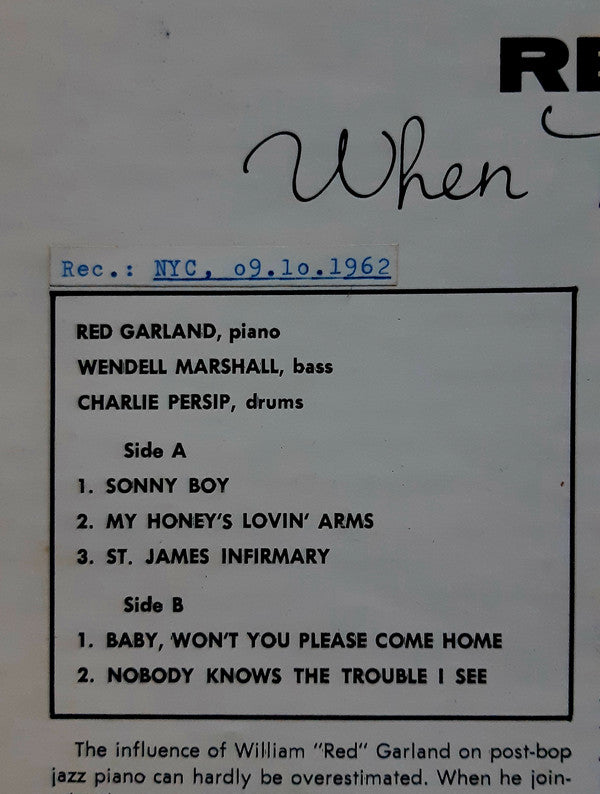 RE
When
Rec.: NYC, o9.lo.1962
RED GARLAND, piano
WENDELL MARSHALL, bass
CHARLIE PERSIP, drums
Side A
1. SONNY BOY
2. MY HONEY'S LOVIN' ARMS
3. ST. JAMES INFIRMARY
Side B
1. BABY, WON'T YOU PLEASE COME HOME
2. NOBODY KNOWS THE TROUBLE I SEE
The influence of William "Red" Garland on post-bop
jazz piano can hardly be overestimated. When he join-